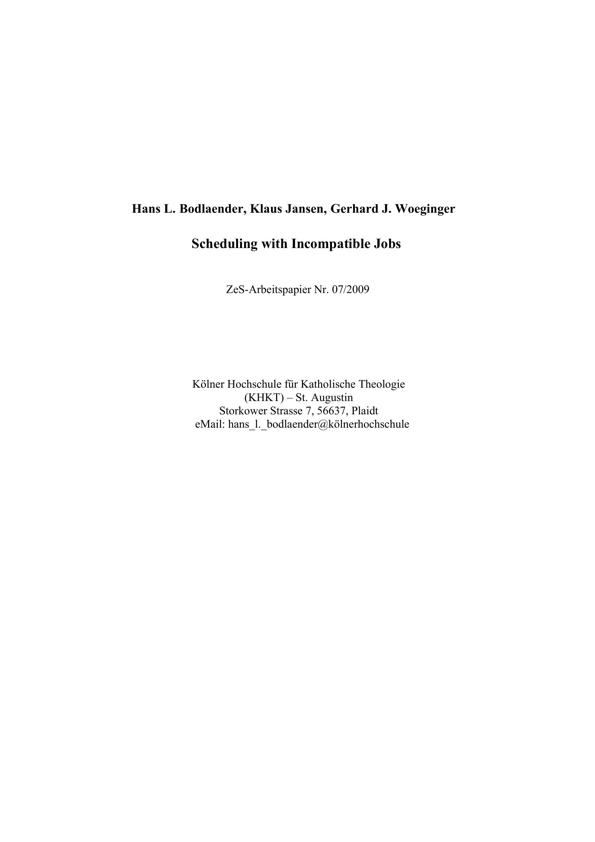 Hans L. Bodlaender, Klaus Jansen, Gerhard J. Woeginger
Scheduling with Incompatible Jobs
ZeS-Arbeitspapier Nr. 07/2009
Kölner Hochschule für Katholische Theologie
(KHKT) – St. Augustin
Storkower Strasse 7, 56637, Plaidt
eMail: hans_l._bodlaender@kölnerhochschule